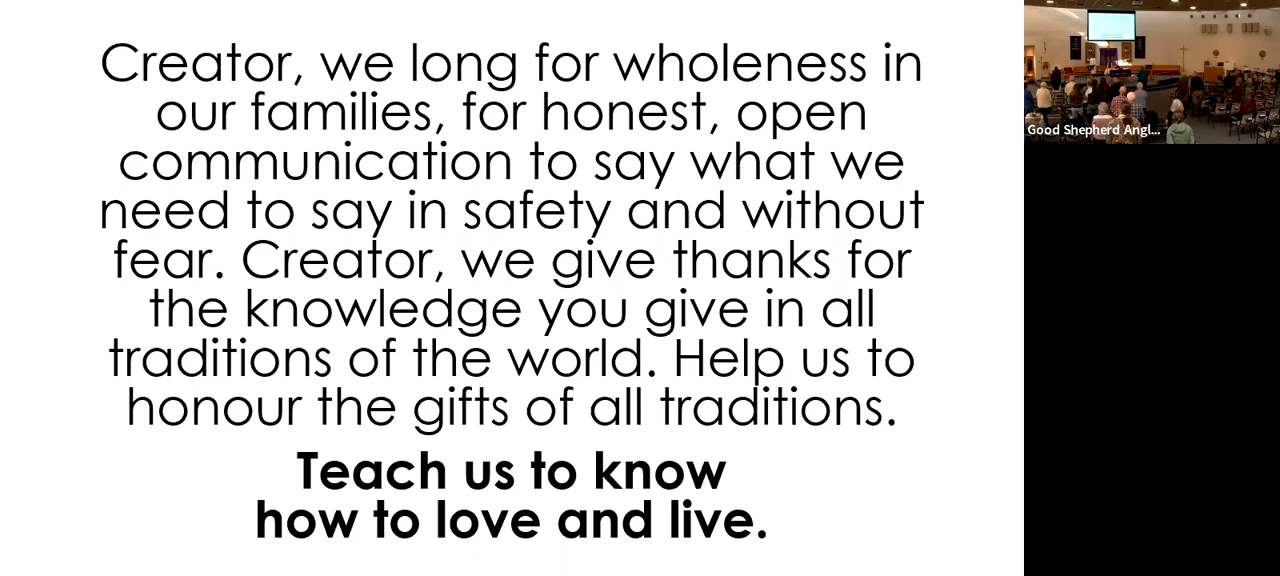 Creator, we long for wholeness in
our families, for honest, open
communication to say what we
need to say in safety and without
fear. Creator, we give thanks for
the knowledge you give in all
traditions of the world. Help us to
honour the gifts of all traditions.
Teach us to know
how to love and live.
Good Shepherd Angl...